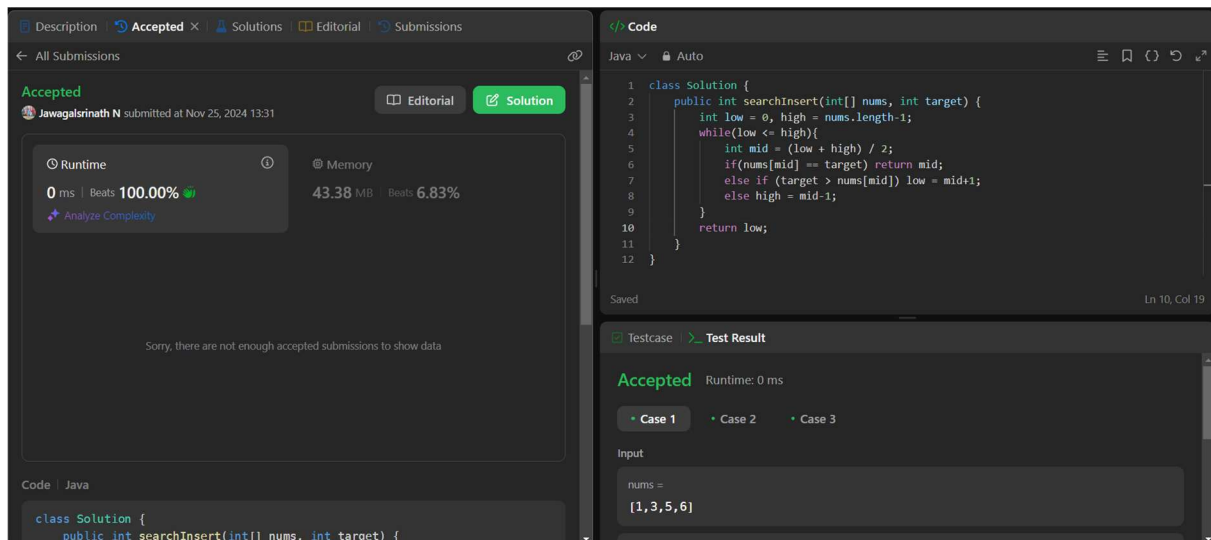 Description Accepted × Solutions Editorial Submissions
← All Submissions
Accepted
Jawagalsrinath N submitted at Nov 25, 2024 13:31
Editorial Solution
Runtime
0 ms | Beats 100.00%
Analyze Complexity
Memory
43.38 MB | Beats 6.83%
Sorry, there are not enough accepted submissions to show data
Code | Java
class Solution {
public int searchInsert(int[] nums, int target) {
</> Code
Java Auto
1 class Solution {
2 public int searchInsert(int[] nums, int target) {
3 int low = 0, high = nums.length-1;
4 while(low <= high){
5 int mid = (low + high) / 2;
6 if(nums[mid] == target) return mid;
7 else if (target > nums[mid]) low = mid+1;
8 else high = mid-1;
9 }
10 return low;
11 }
12 }
Saved Ln 10, Col 19
Testcase >_ Test Result
Accepted Runtime: 0 ms
• Case 1 • Case 2 • Case 3
Input
nums =
[1,3,5,6]